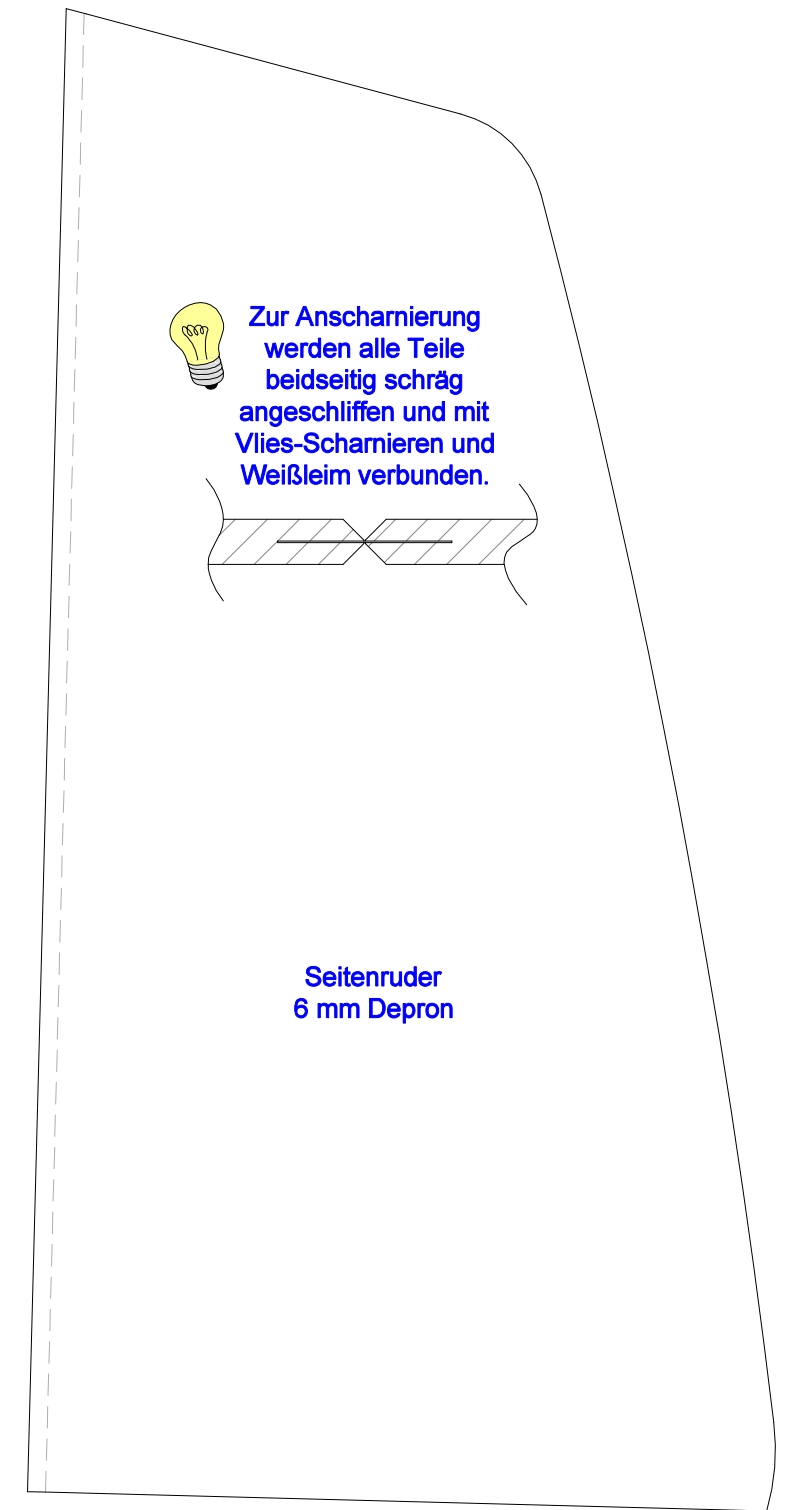 Zur Anscharnierung
werden alle Teile
beidseitig schräg
angeschliffen und mit
Vlies-Scharnieren und
Weißleim verbunden.
Seitenruder
6 mm Depron